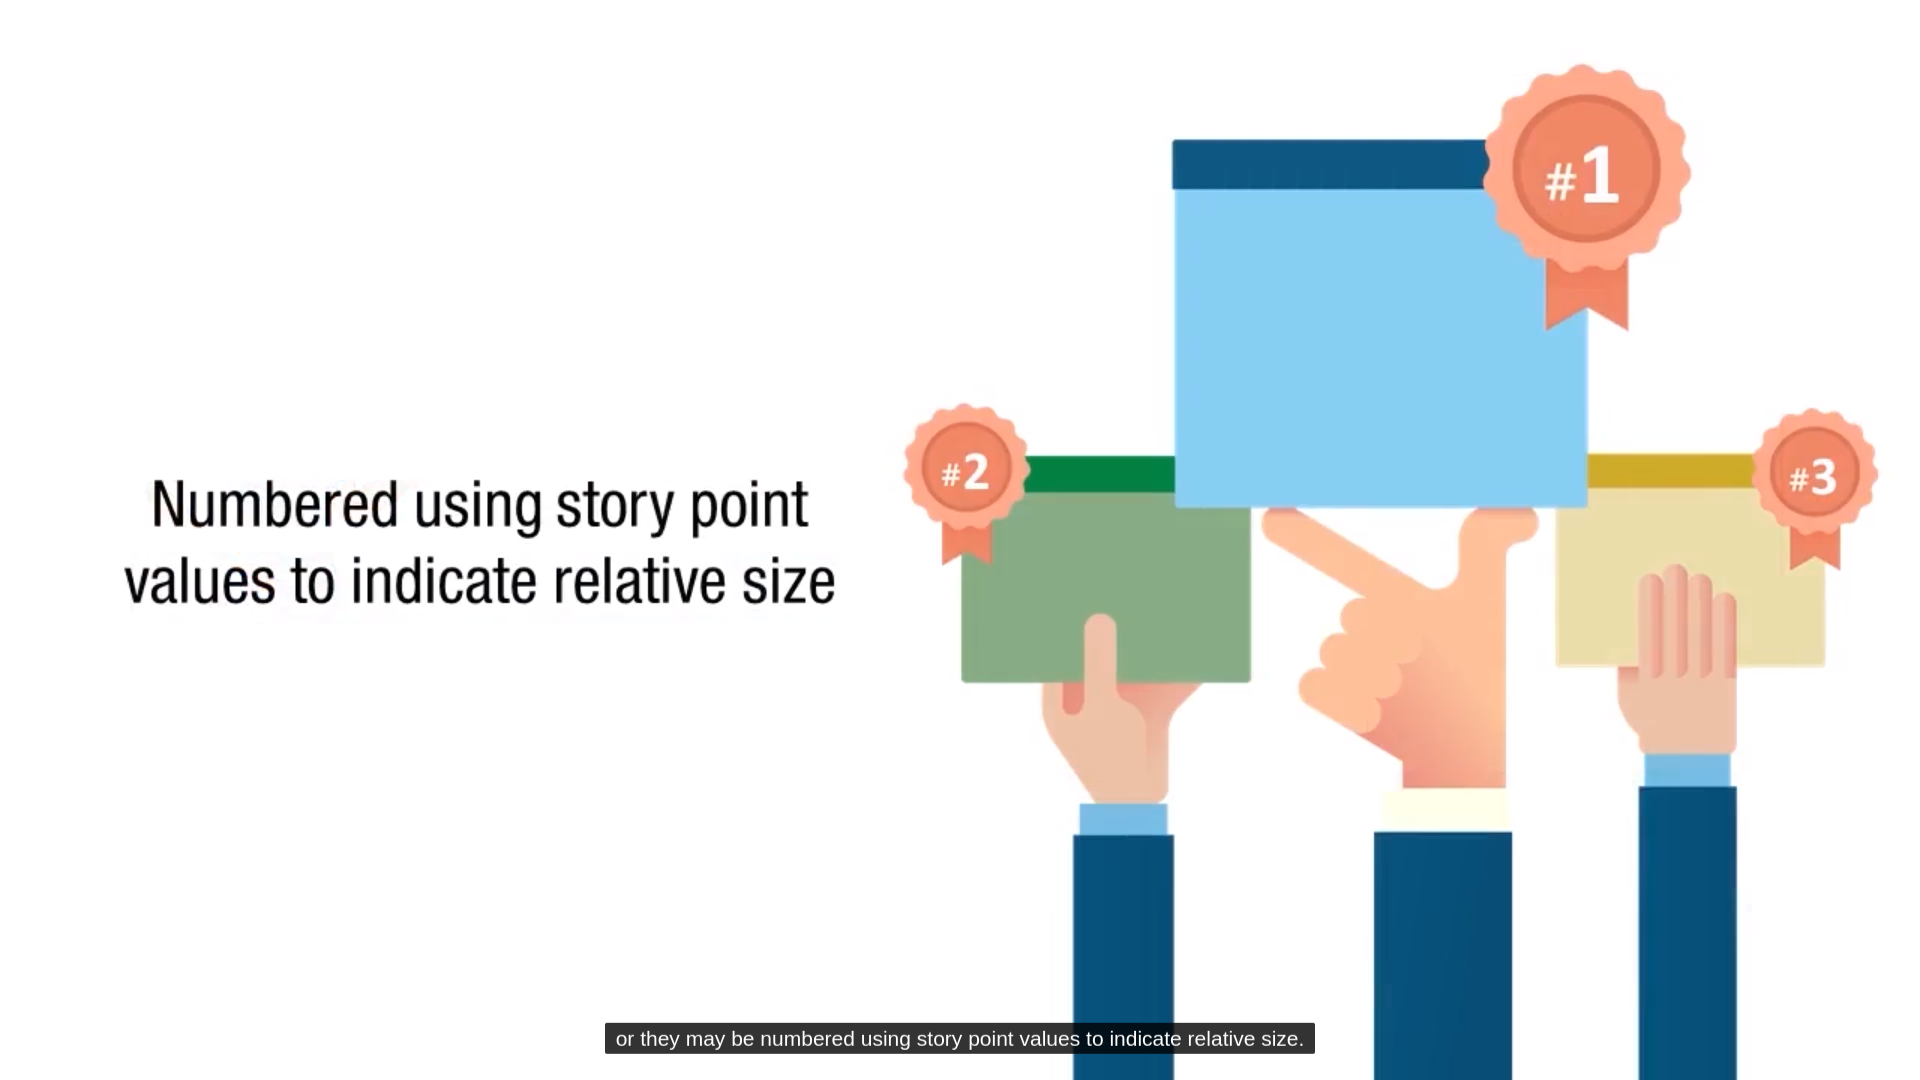 #1
#2
#3
Numbered using story point
values to indicate relative size
or they may be numbered using story point values to indicate relative size.